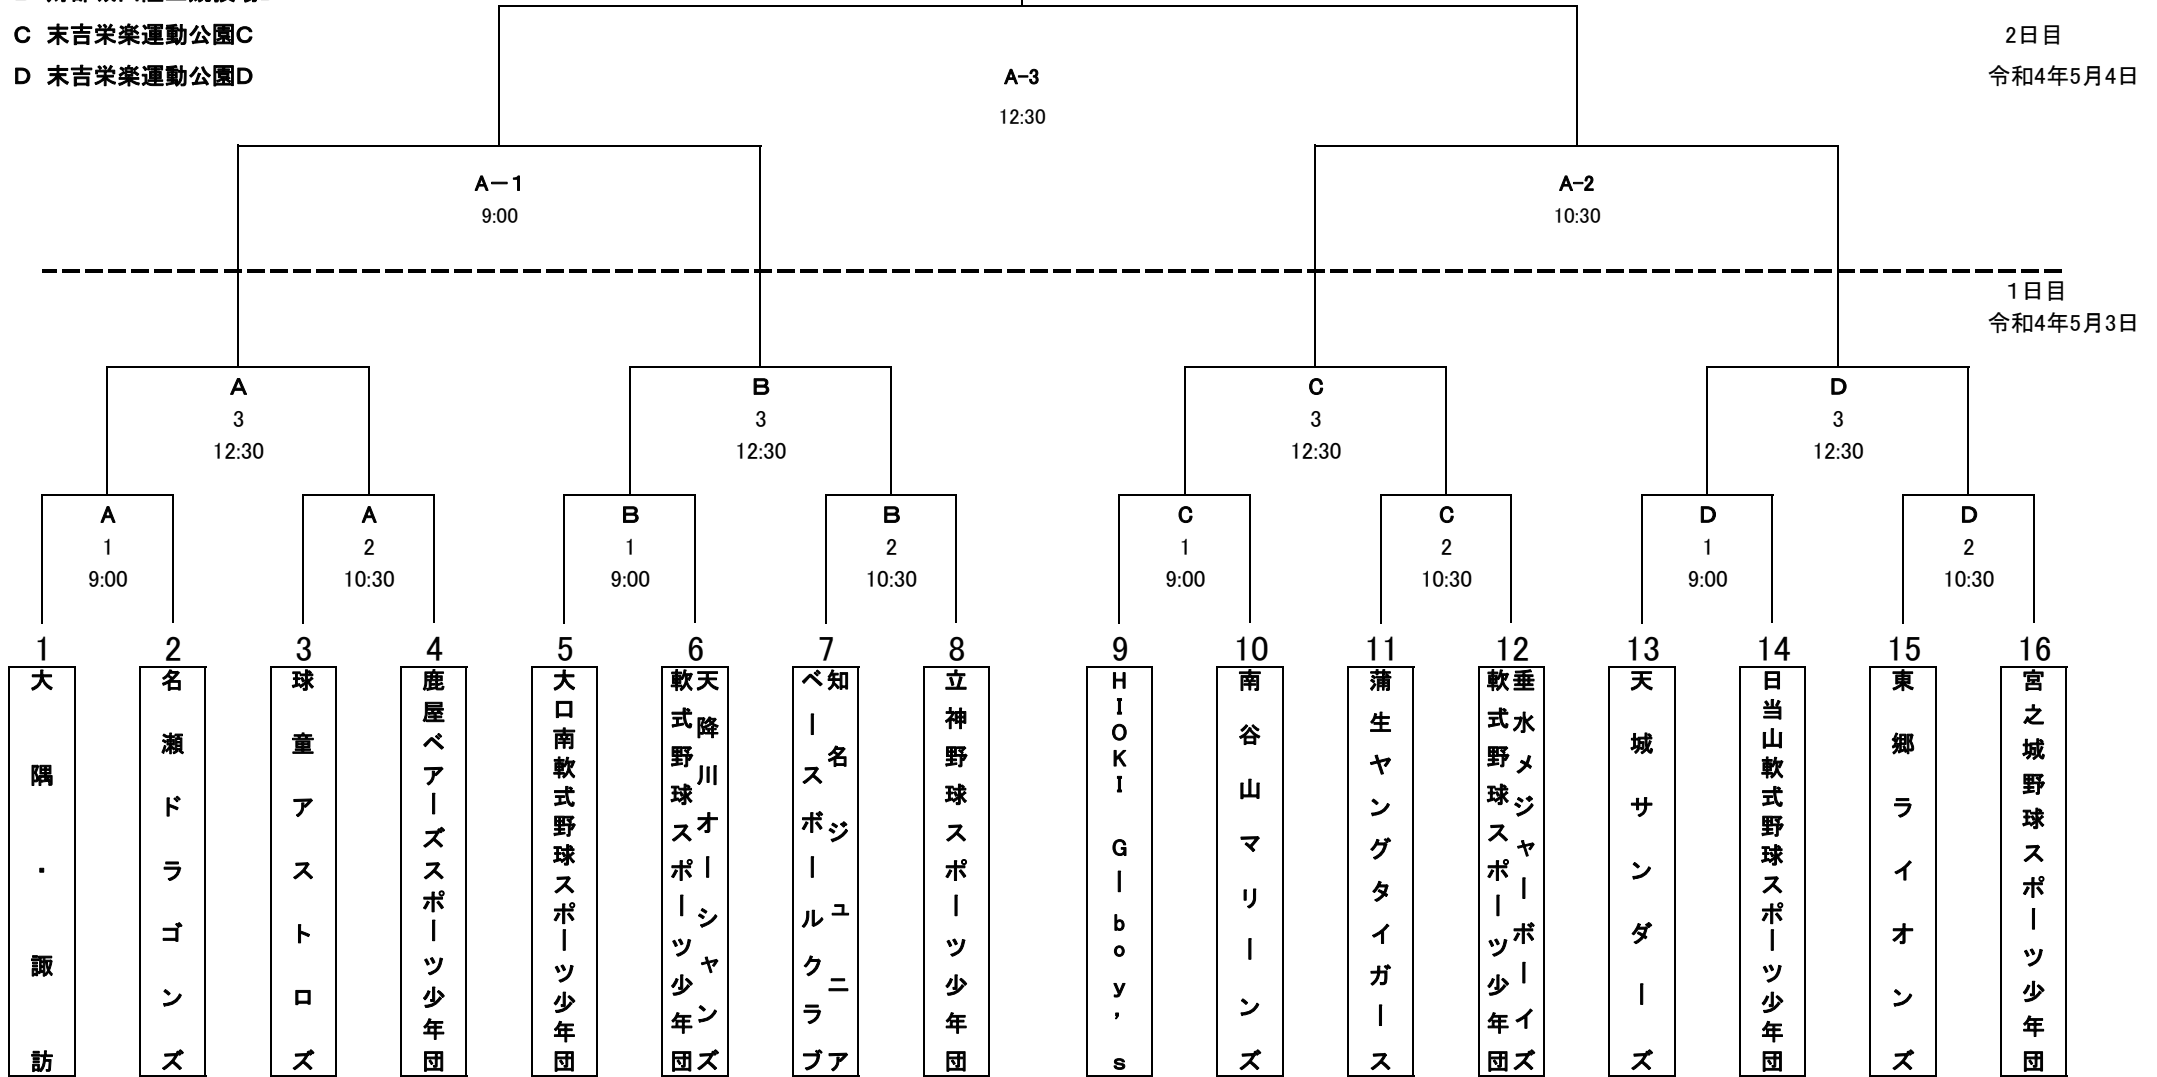 C 末吉栄楽運動公園C
2日目
D 末吉栄楽運動公園D
A-3
令和4年5月4日
12:30
A－1
A-2
9:00
10:30
1日目
令和4年5月3日
A
B
C
D
3
3
3
3
12:30
12:30
12:30
12:30
A
A
B
B
C
C
D
D
1
2
1
2
1
2
1
2
9:00
10:30
9:00
10:30
9:00
10:30
9:00
10:30
1
2
3
4
5
6
7
8
9
10
11
12
13
14
15
16
大隅・諏訪
名瀬ドラゴンズ
球童アストロズ
鹿屋ベアーズスポーツ少年団
大口南軟式野球スポーツ少年団
天降川オーシャンズ
軟式野球スポーツ少年団
知名ジュニア
ベースボールクラブ
立神野球スポーツ少年団
HIOKI Gーboy’s
南谷山マリーンズ
蒲生ヤングタイガース
垂水メジャーボーイズ
軟式野球スポーツ少年団
天城サンダーズ
日当山軟式野球スポーツ少年団
東郷ライオンズ
宮之城野球スポーツ少年団